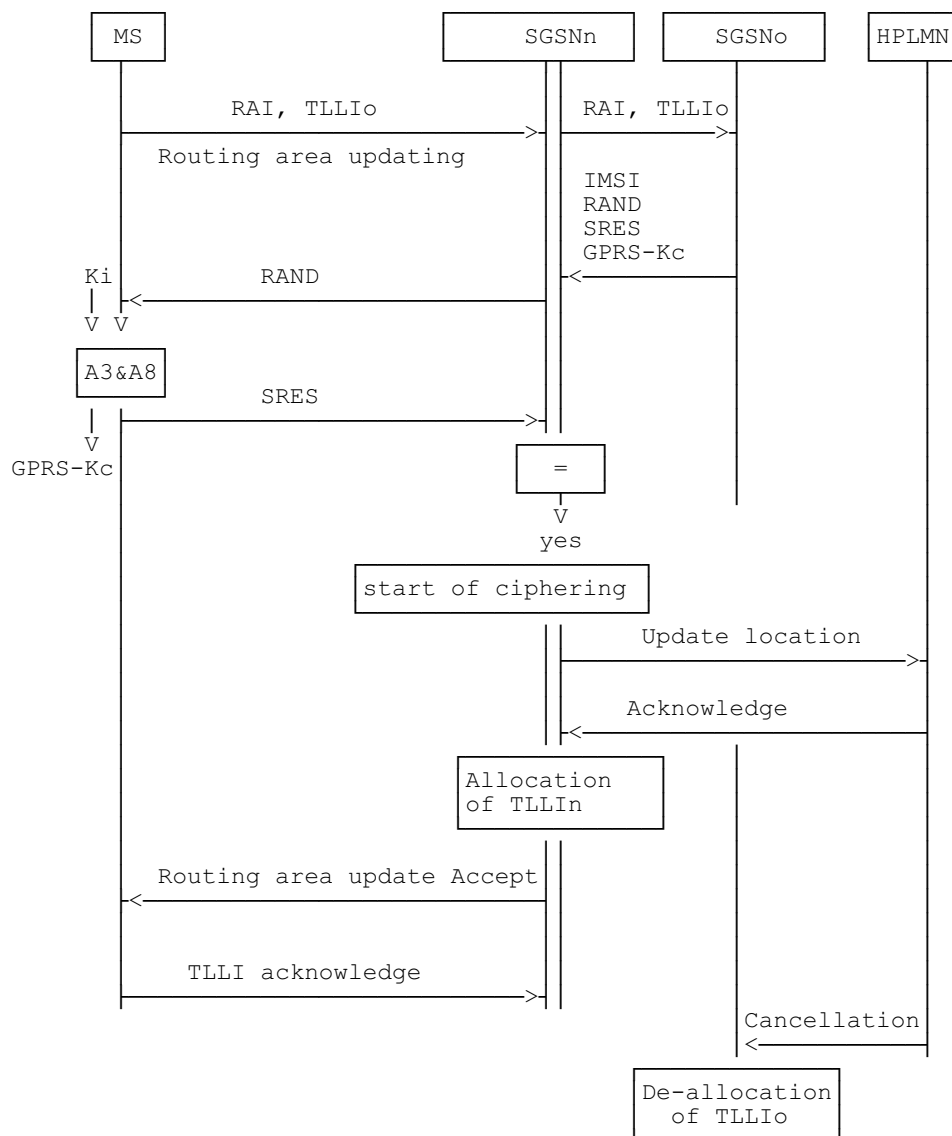 MS SGSNn SGSNo HPLMN
RAI, TLLIo RAI, TLLIo
Routing area updating
IMSI
RAND
SRES
GPRS-Kc
Ki RAND
V V
A3&A8
SRES
V
GPRS-Kc
=
V
yes
start of ciphering
Update location
Acknowledge
Allocation
of TLLIn
Routing area update Accept
TLLI acknowledge
Cancellation
De-allocation
of TLLIo